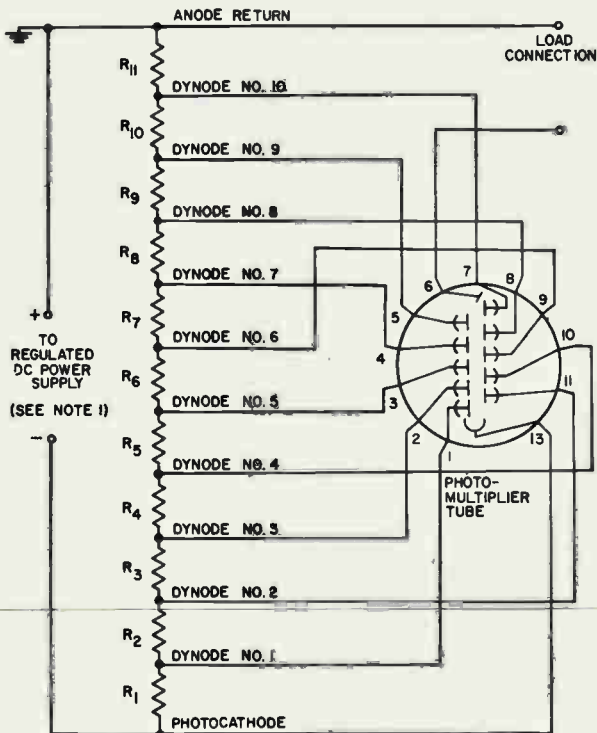 ANODE RETURN
LOAD
CONNECTION
R11
DYNODE NO. 10
R10
DYNODE NO. 9
R9
DYNODE NO. 8
R8
DYNODE NO. 7
R7
DYNODE NO. 6
R6
DYNODE NO. 5
R5
DYNODE NO. 4
R4
DYNODE NO. 3
R3
DYNODE NO. 2
R2
DYNODE NO. 1
R1
PHOTOCATHODE
+
TO
REGULATED
DC POWER
SUPPLY
(SEE NOTE 1)
−
6
7
8
5
9
4
10
3
11
2
1
13
PHOTO-
MULTIPLIER
TUBE